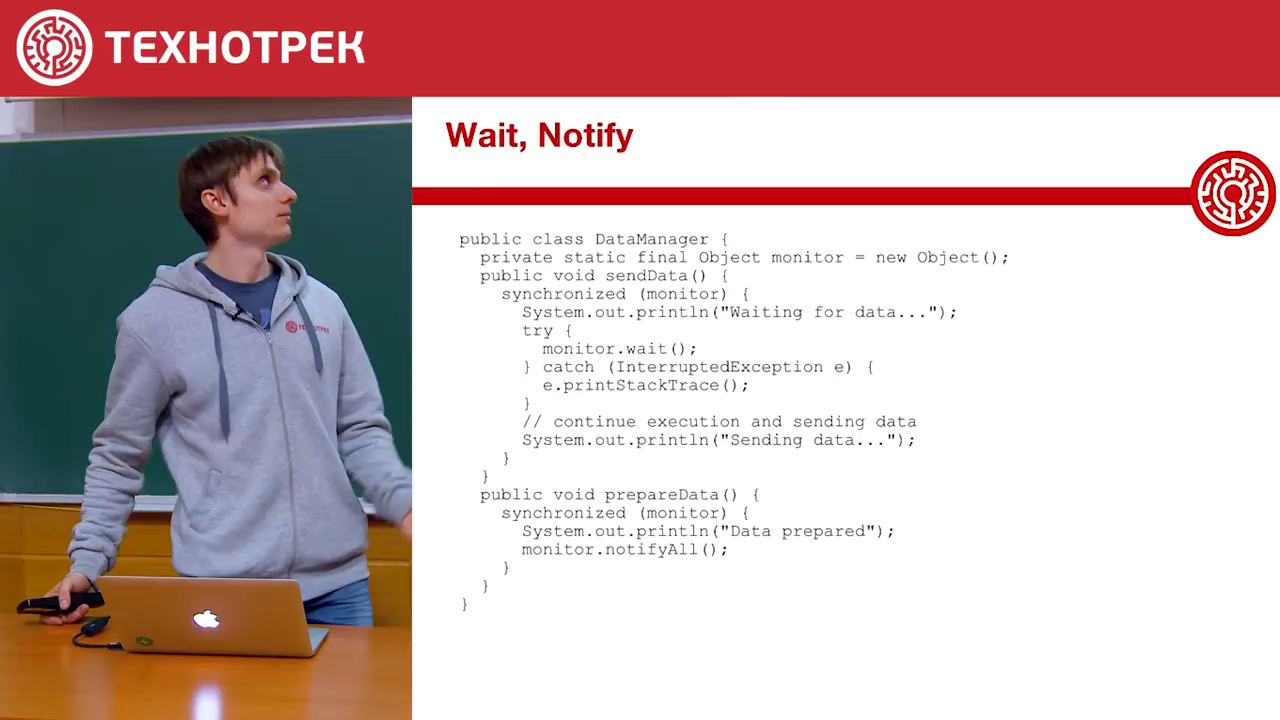 ТЕХНОТРЕК
Wait, Notify
ТЕХНОТРЕК
public class DataManager {
private static final Object monitor = new Object();
public void sendData() {
synchronized (monitor) {
System.out.println("Waiting for data...");
try {
monitor.wait();
} catch (InterruptedException e) {
e.printStackTrace();
}
// continue execution and sending data
System.out.println("Sending data...");
}
}
public void prepareData() {
synchronized (monitor) {
System.out.println("Data prepared");
monitor.notifyAll();
}
}
}